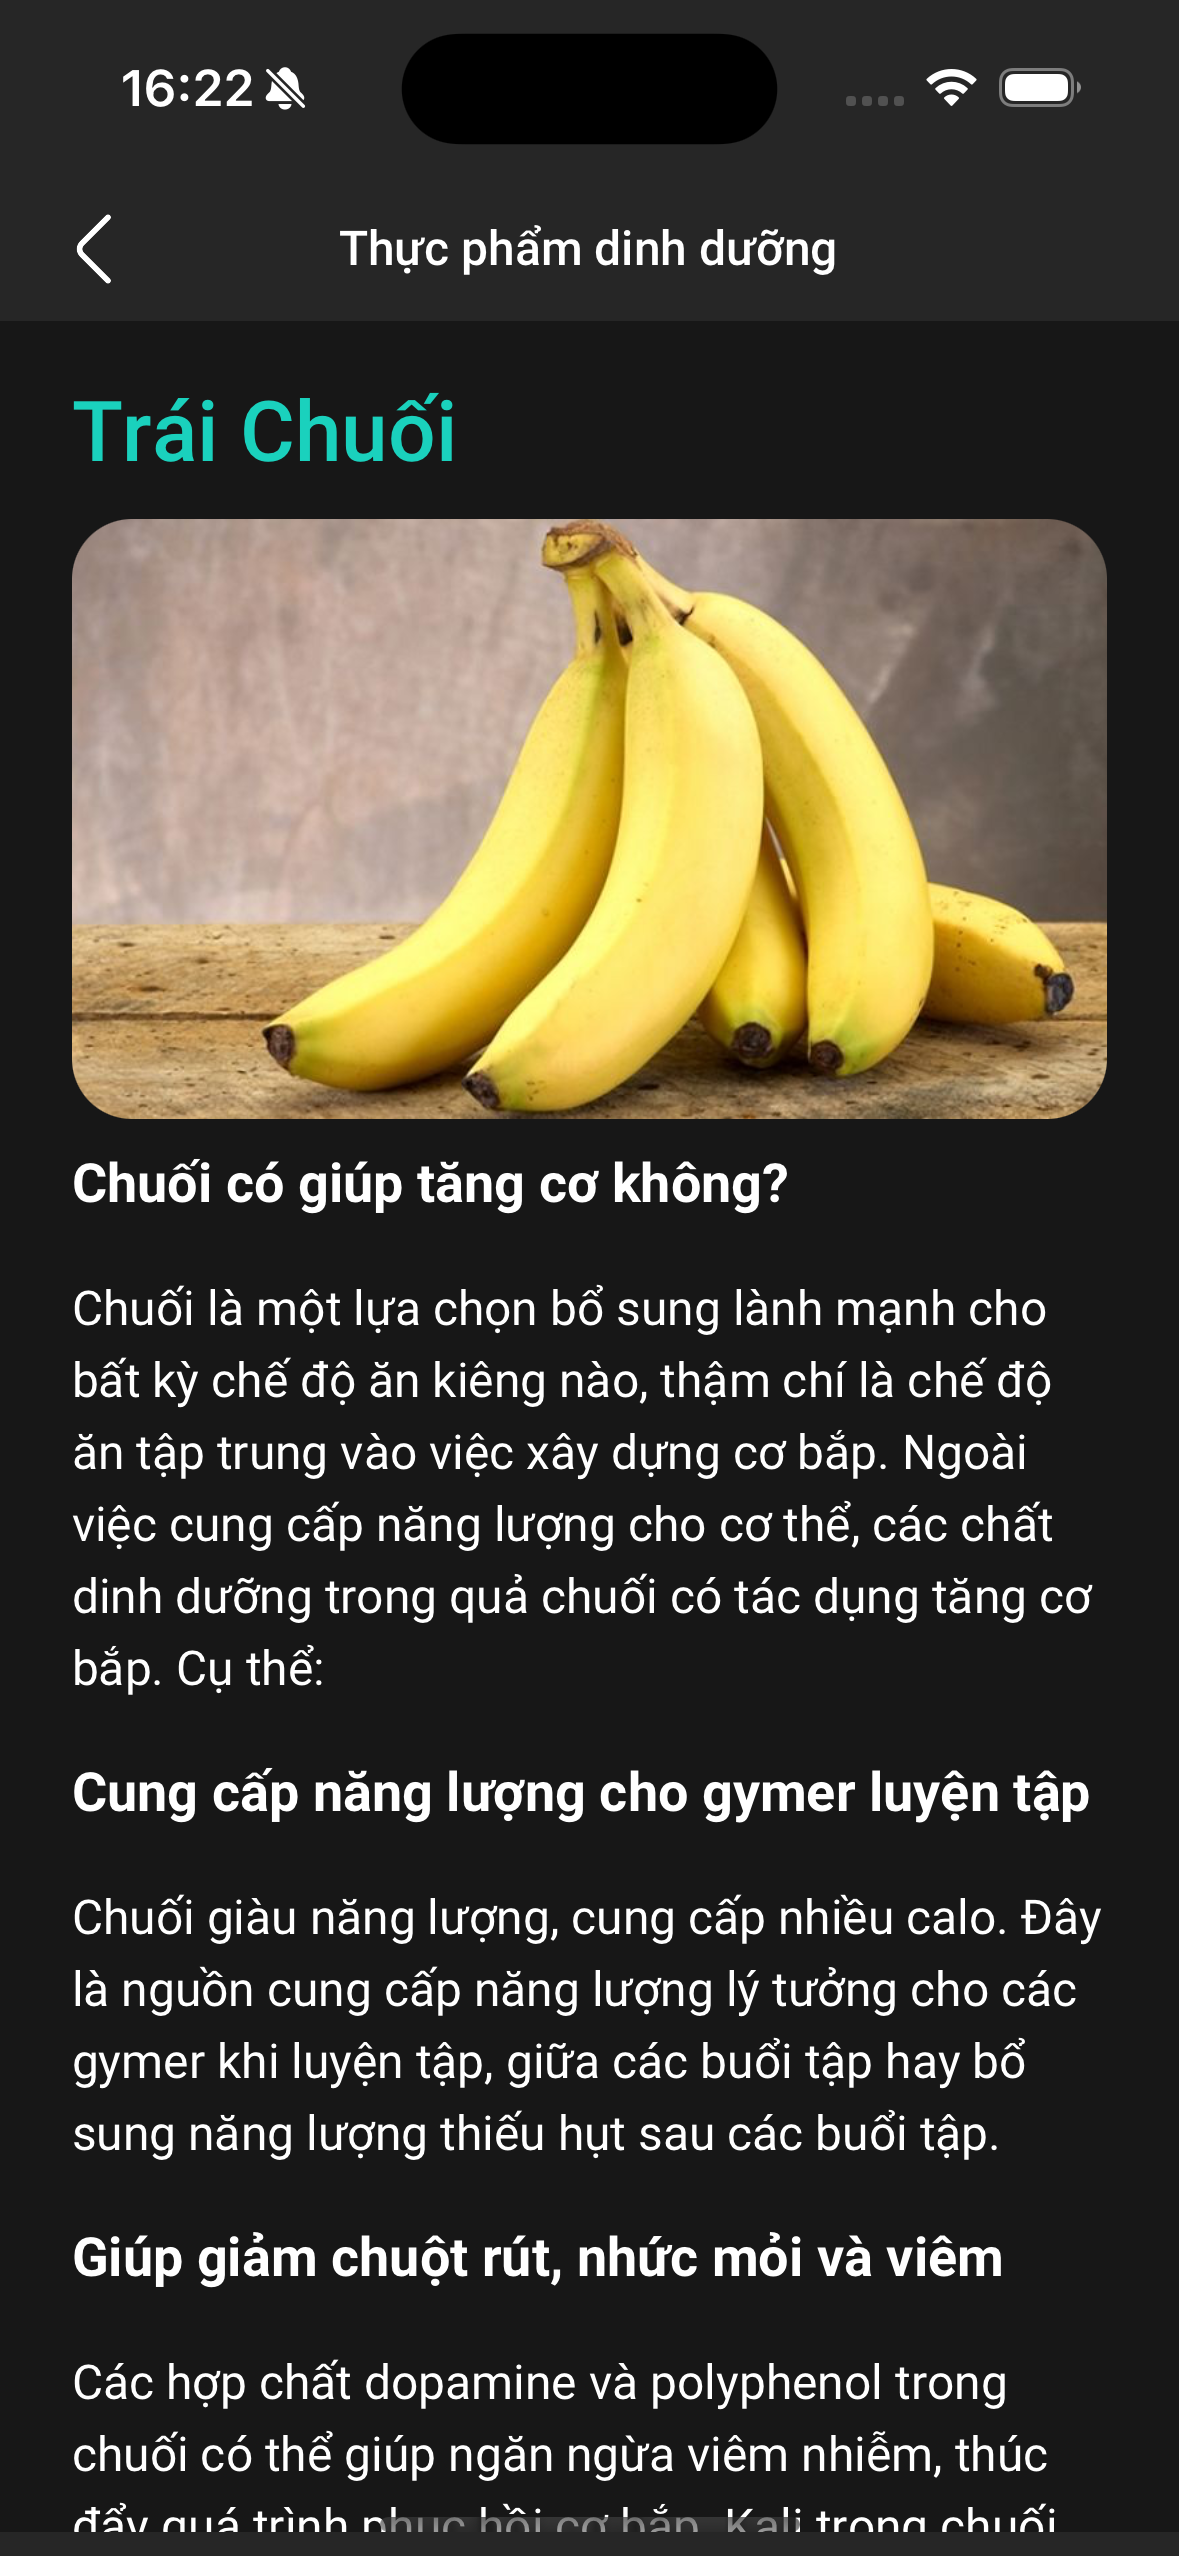 16:22
Thực phẩm dinh dưỡng
Trái Chuối
Chuối có giúp tăng cơ không?
Chuối là một lựa chọn bổ sung lành mạnh cho
bất kỳ chế độ ăn kiêng nào, thậm chí là chế độ
ăn tập trung vào việc xây dựng cơ bắp. Ngoài
việc cung cấp năng lượng cho cơ thể, các chất
dinh dưỡng trong quả chuối có tác dụng tăng cơ
bắp. Cụ thể:
Cung cấp năng lượng cho gymer luyện tập
Chuối giàu năng lượng, cung cấp nhiều calo. Đây
là nguồn cung cấp năng lượng lý tưởng cho các
gymer khi luyện tập, giữa các buổi tập hay bổ
sung năng lượng thiếu hụt sau các buổi tập.
Giúp giảm chuột rút, nhức mỏi và viêm
Các hợp chất dopamine và polyphenol trong
chuối có thể giúp ngăn ngừa viêm nhiễm, thúc
đẩy quá trình phục hồi cơ bắp. Kali trong chuối